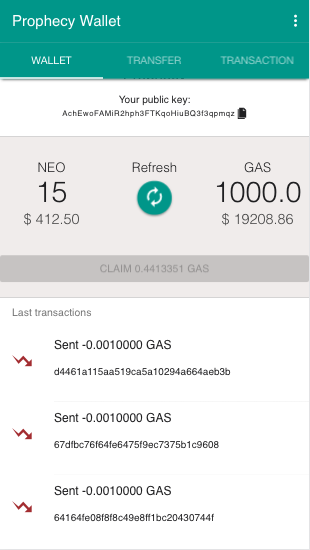 Prophecy Wallet
WALLET TRANSFER TRANSACTION
Your public key:
AchEwoFAMiR2hph3FTKqoHiuBQ3f3qpmqz
NEO Refresh GAS
15 1000.0
$ 412.50 $ 19208.86
CLAIM 0.4413351 GAS
Last transactions
Sent -0.0010000 GAS
d4461a115aa519ca5a10294a664aeb3b
Sent -0.0010000 GAS
67dfbc76f64fe6475f9ec7375b1c9608
Sent -0.0010000 GAS
64164fe08f8f8c49e8ff1bc20430744f